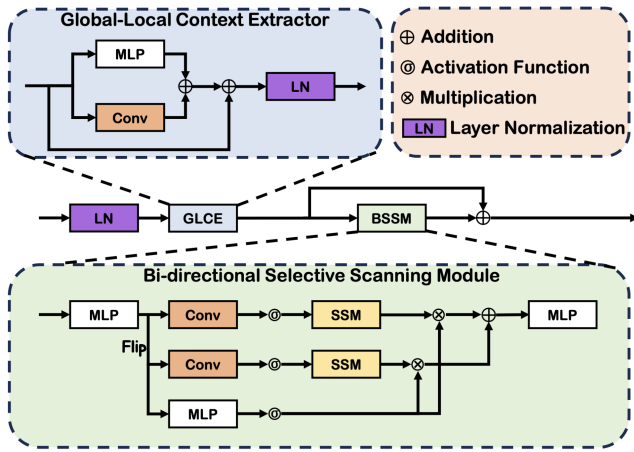 Global-Local Context Extractor
MLP
Conv
LN
⊕ Addition
σ Activation Function
⊗ Multiplication
LN Layer Normalization
LN
GLCE
BSSM
Bi-directional Selective Scanning Module
MLP
Conv
σ
SSM
MLP
Flip
Conv
σ
SSM
MLP
σ